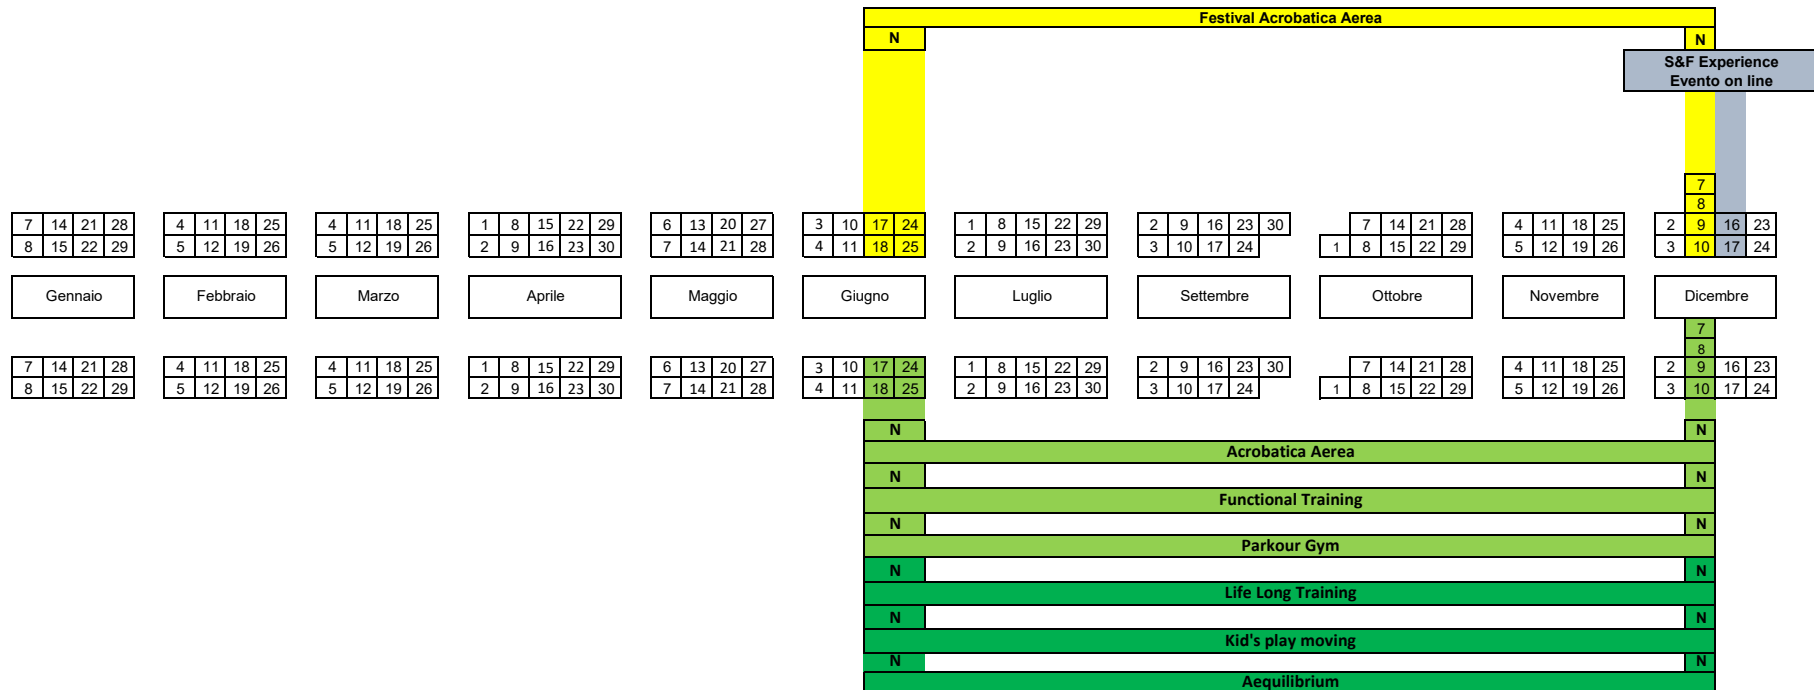 Festival Acrobatica Aerea
N N
S&F Experience
Evento on line
7
8
7 14 21 28 4 11 18 25 4 11 18 25 1 8 15 22 29 6 13 20 27 3 10 17 24 1 8 15 22 29 2 9 16 23 30 7 14 21 28 4 11 18 25 2 9 16 23
8 15 22 29 5 12 19 26 5 12 19 26 2 9 16 23 30 7 14 21 28 4 11 18 25 2 9 16 23 30 3 10 17 24 1 8 15 22 29 5 12 19 26 3 10 17 24
Gennaio Febbraio Marzo Aprile Maggio Giugno Luglio Settembre Ottobre Novembre Dicembre
7
8
7 14 21 28 4 11 18 25 4 11 18 25 1 8 15 22 29 6 13 20 27 3 10 17 24 1 8 15 22 29 2 9 16 23 30 7 14 21 28 4 11 18 25 2 9 16 23
8 15 22 29 5 12 19 26 5 12 19 26 2 9 16 23 30 7 14 21 28 4 11 18 25 2 9 16 23 30 3 10 17 24 1 8 15 22 29 5 12 19 26 3 10 17 24
N N
Acrobatica Aerea
N N
Functional Training
N N
Parkour Gym
N N
Life Long Training
N N
Kid's play moving
N N
Aequilibrium